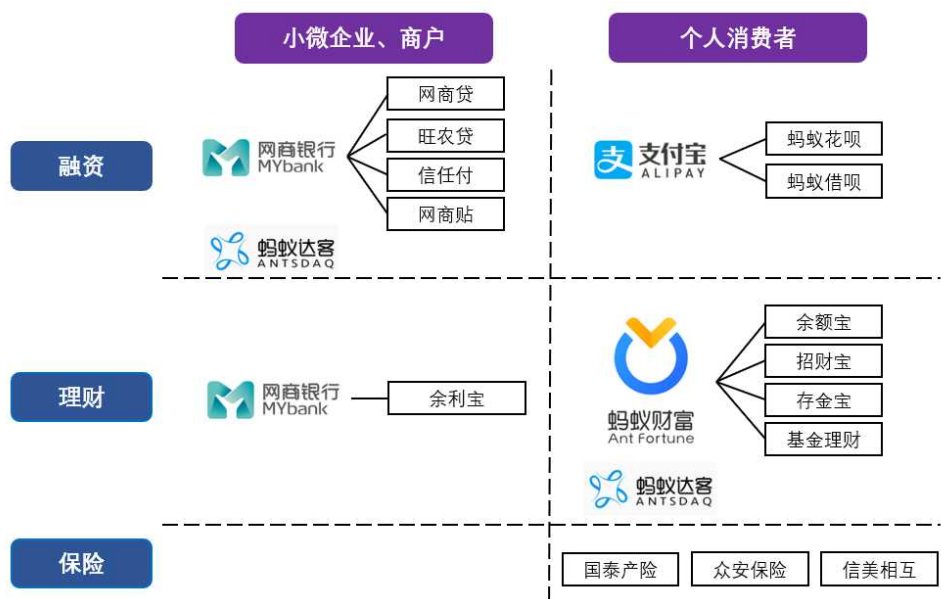 小微企业、商户
个人消费者
融资
网商银行
MYbank
网商贷
旺农贷
信任付
网商贴
蚂蚁达客
ANTSDAQ
支
支付宝
ALIPAY
蚂蚁花呗
蚂蚁借呗
理财
网商银行
MYbank
余利宝
蚂蚁财富
Ant Fortune
余额宝
招财宝
存金宝
基金理财
蚂蚁达客
ANTSDAQ
保险
国泰产险
众安保险
信美相互